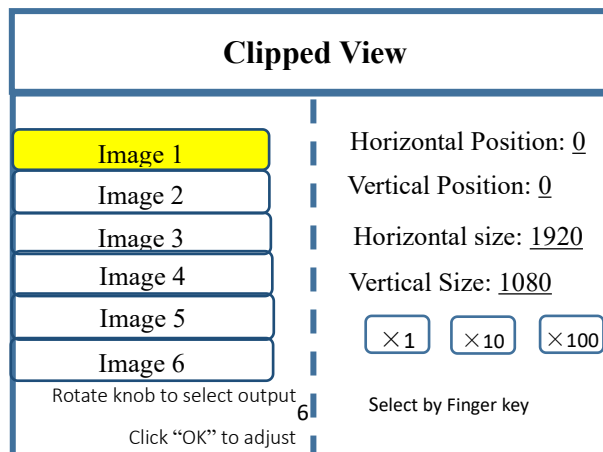 Clipped View
Image 1
Image 2
Image 3
Image 4
Image 5
Image 6
Rotate knob to select output
6
Click “OK” to adjust
Horizontal Position: 0
Vertical Position: 0
Horizontal size: 1920
Vertical Size: 1080
×1 ×10 ×100
Select by Finger key